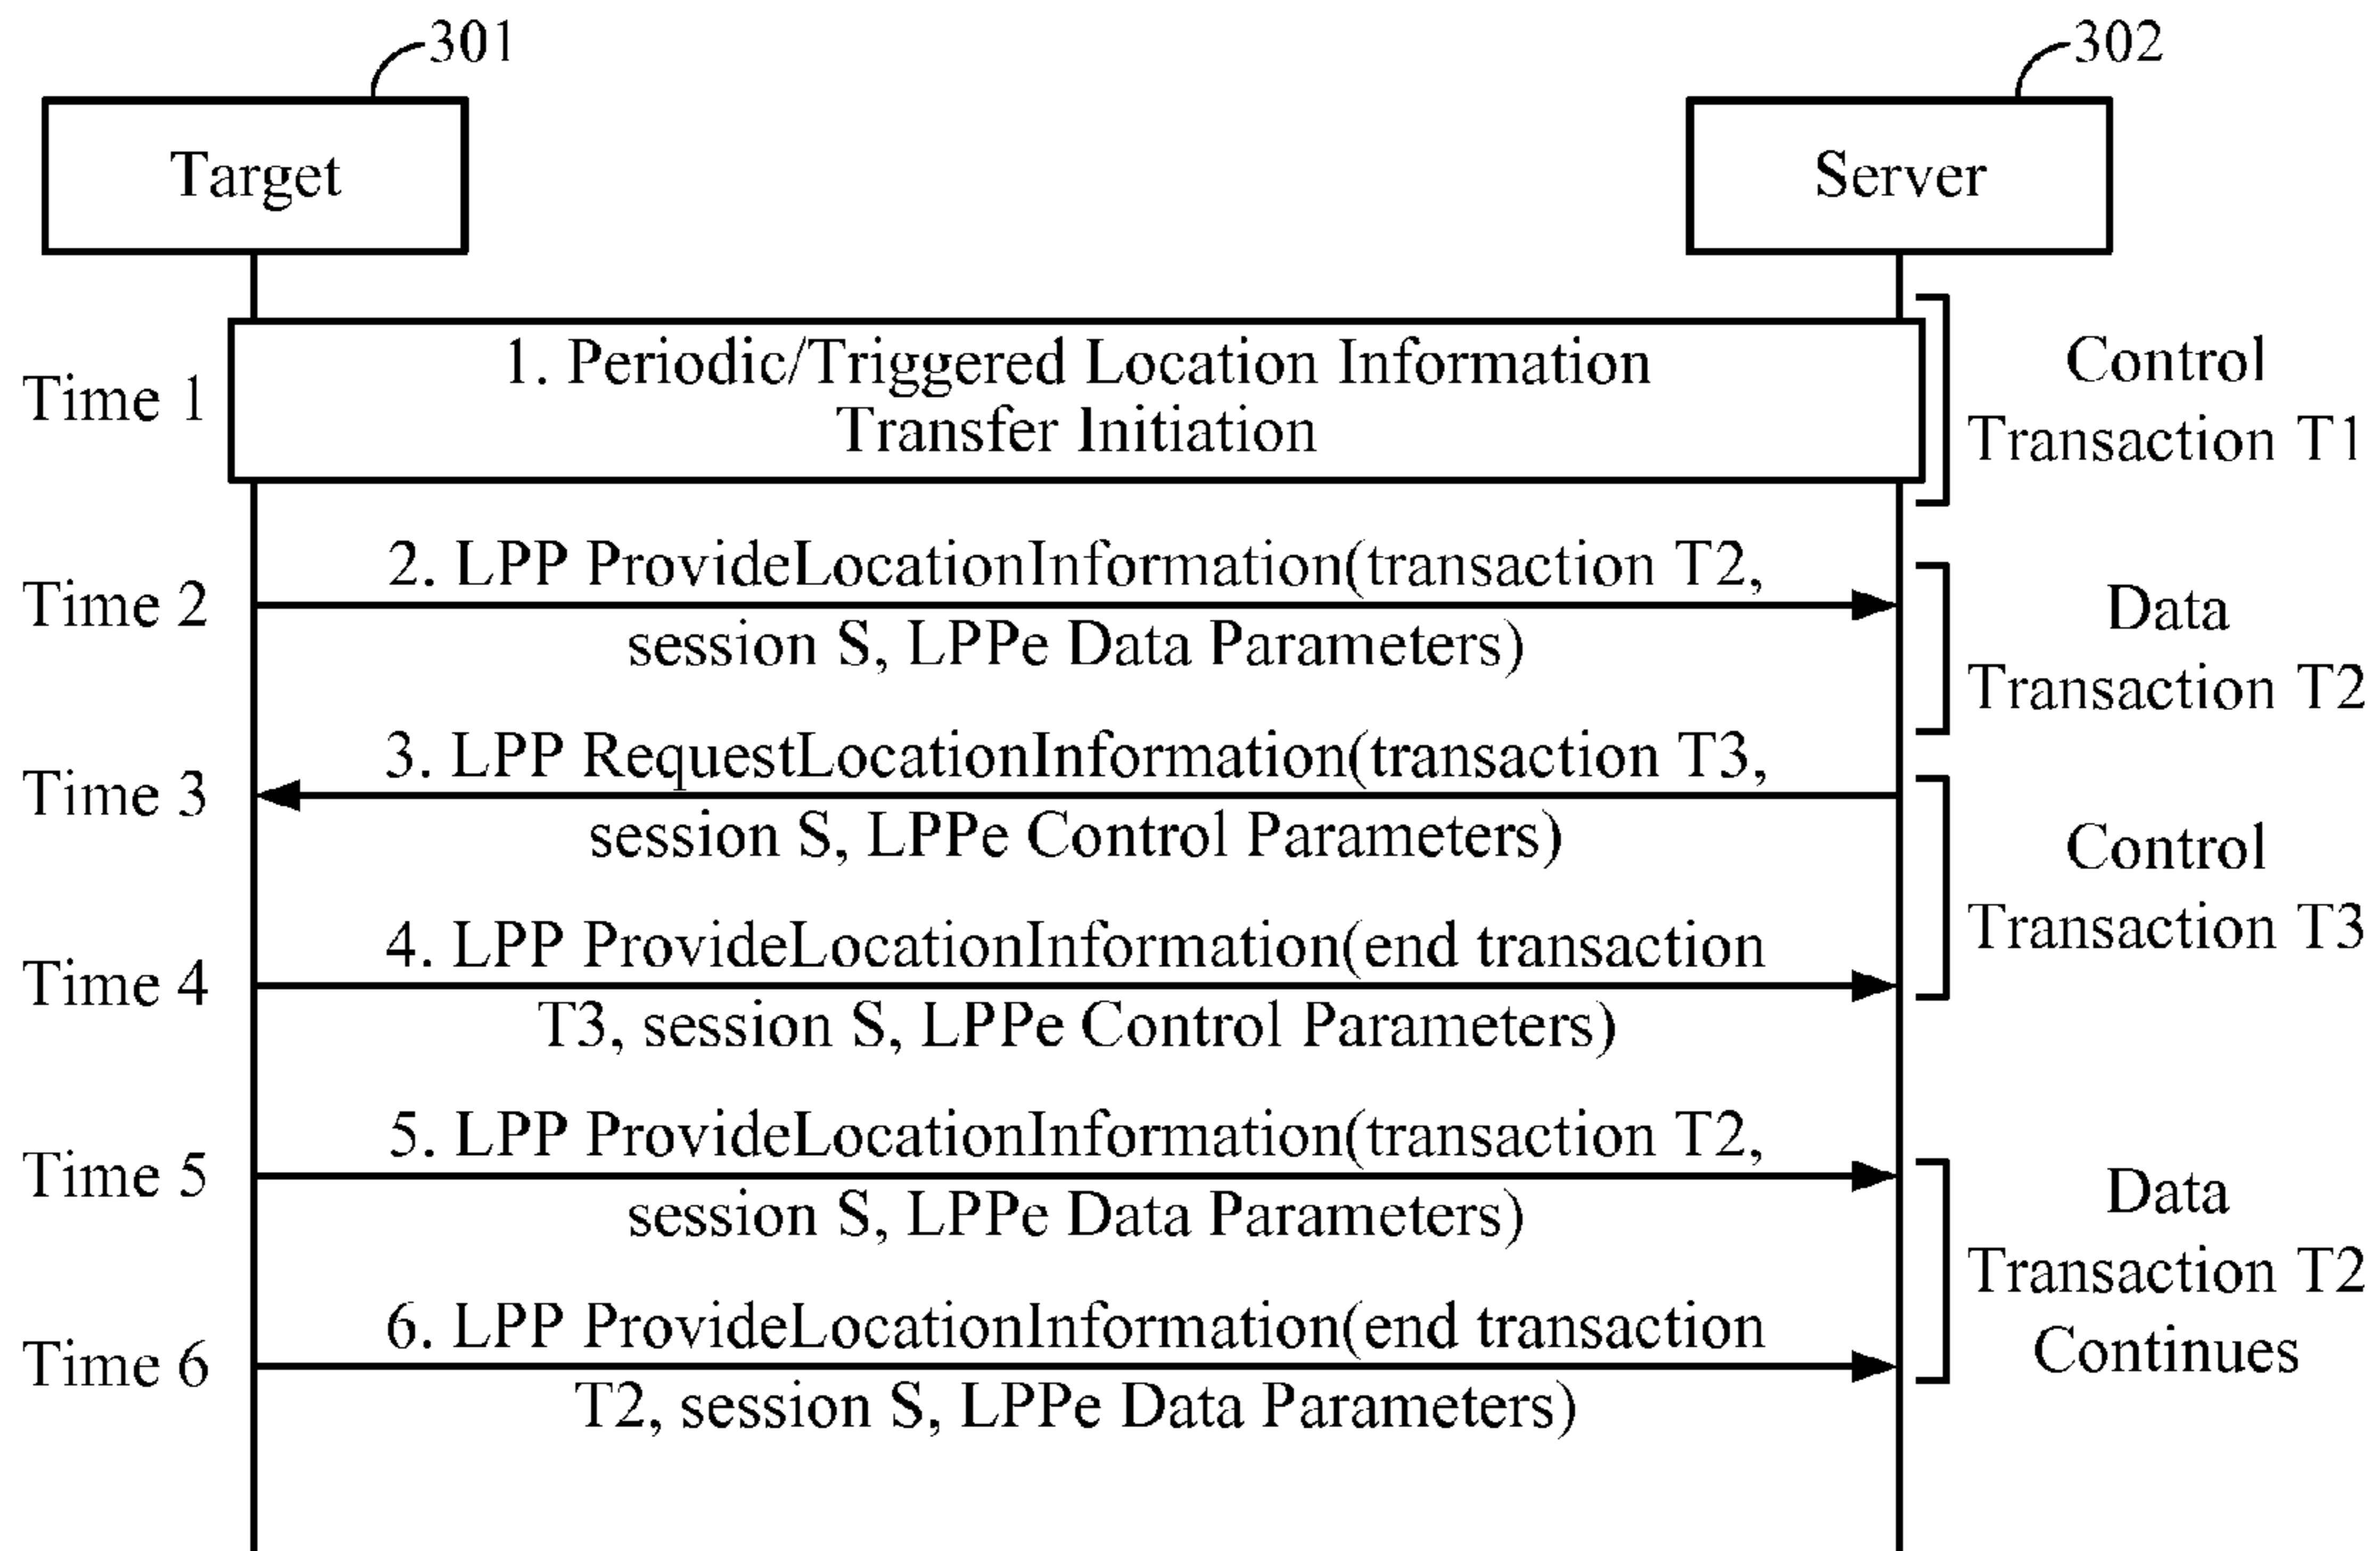 301
302
Target
Server
1. Periodic/Triggered Location Information
Transfer Initiation
Time 1
Control
Transaction T1
2. LPP ProvideLocationInformation(transaction T2,
session S, LPPe Data Parameters)
Time 2
Data
Transaction T2
3. LPP RequestLocationInformation(transaction T3,
session S, LPPe Control Parameters)
Time 3
Control
Transaction T3
4. LPP ProvideLocationInformation(end transaction
T3, session S, LPPe Control Parameters)
Time 4
5. LPP ProvideLocationInformation(transaction T2,
session S, LPPe Data Parameters)
Time 5
Data
Transaction T2
Continues
6. LPP ProvideLocationInformation(end transaction
T2, session S, LPPe Data Parameters)
Time 6